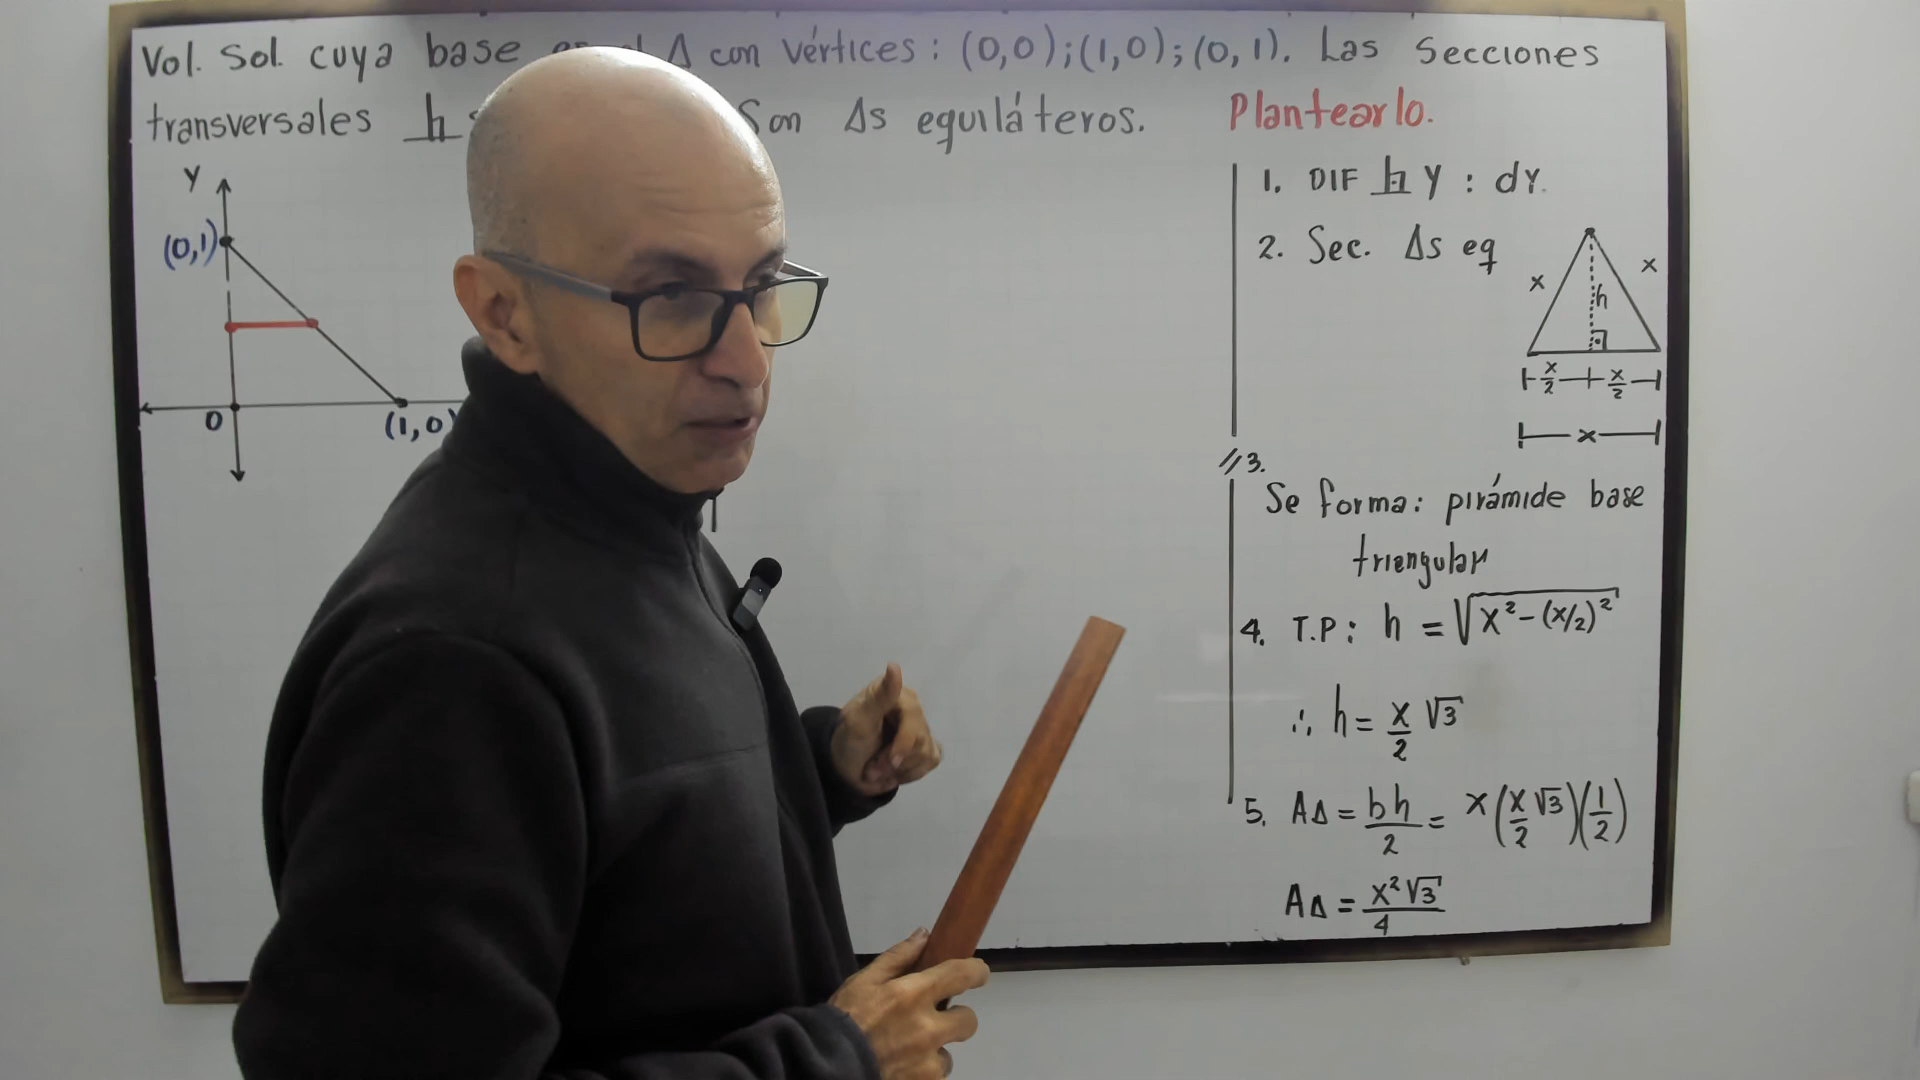 Vol. Sol. cuya base Δ con vértices: (0,0);(1,0);(0,1). Las secciones
transversales ⊥ Son Δs equiláteros. Plantearlo.
Y
(0,1)
0
(1,0)
1. DIF ⊥ Y : dY.
2. Sec. Δs eq
x
x
h
x/2
x/2
x
//3.
Se forma: pirámide base
triangular
4. T.P: h = √(x² - (x/2)²)
∴ h = x/2 √3
5. AΔ = bh/2 = x(x/2 √3)(1/2)
AΔ = x²√3/4